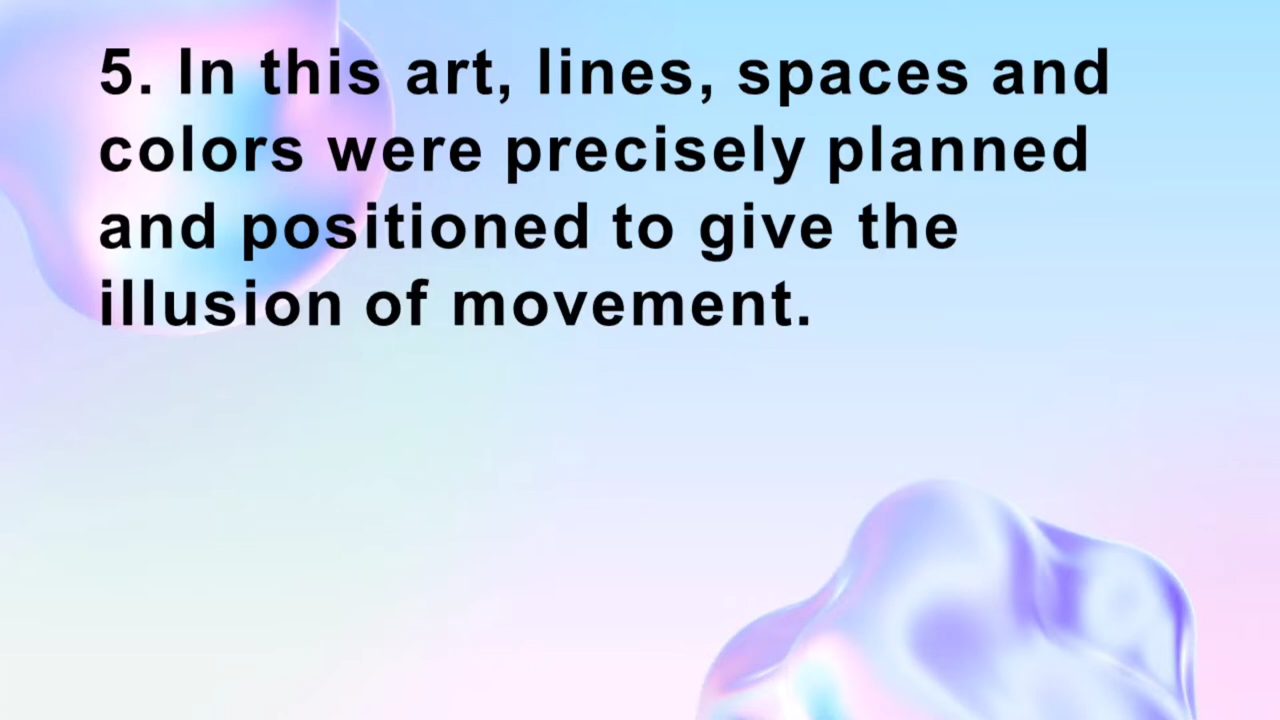 5. In this art, lines, spaces and
colors were precisely planned
and positioned to give the
illusion of movement.